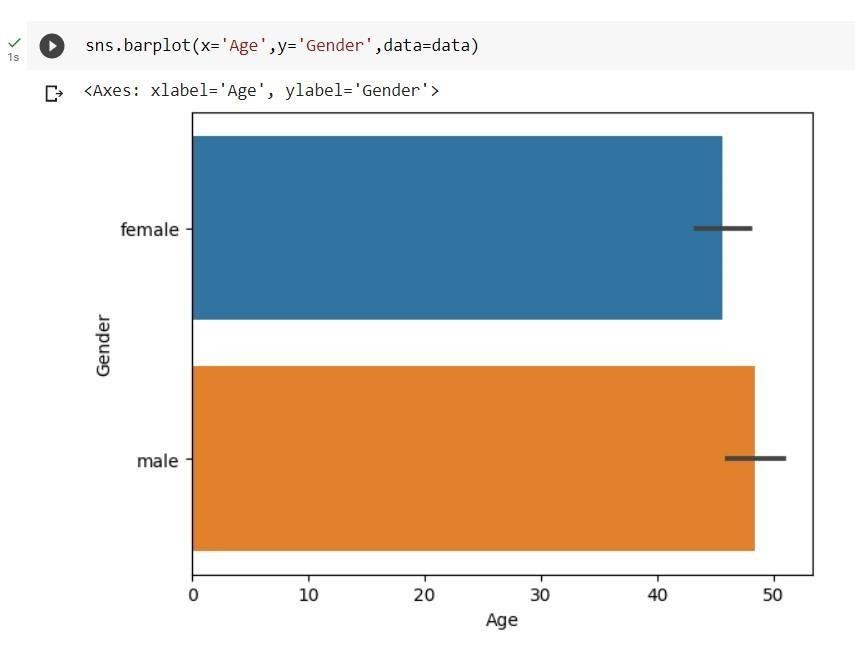 sns.barplot(x='Age',y='Gender',data=data)
1s
<Axes: xlabel='Age', ylabel='Gender'>
female
Gender
male
0 10 20 30 40 50
Age